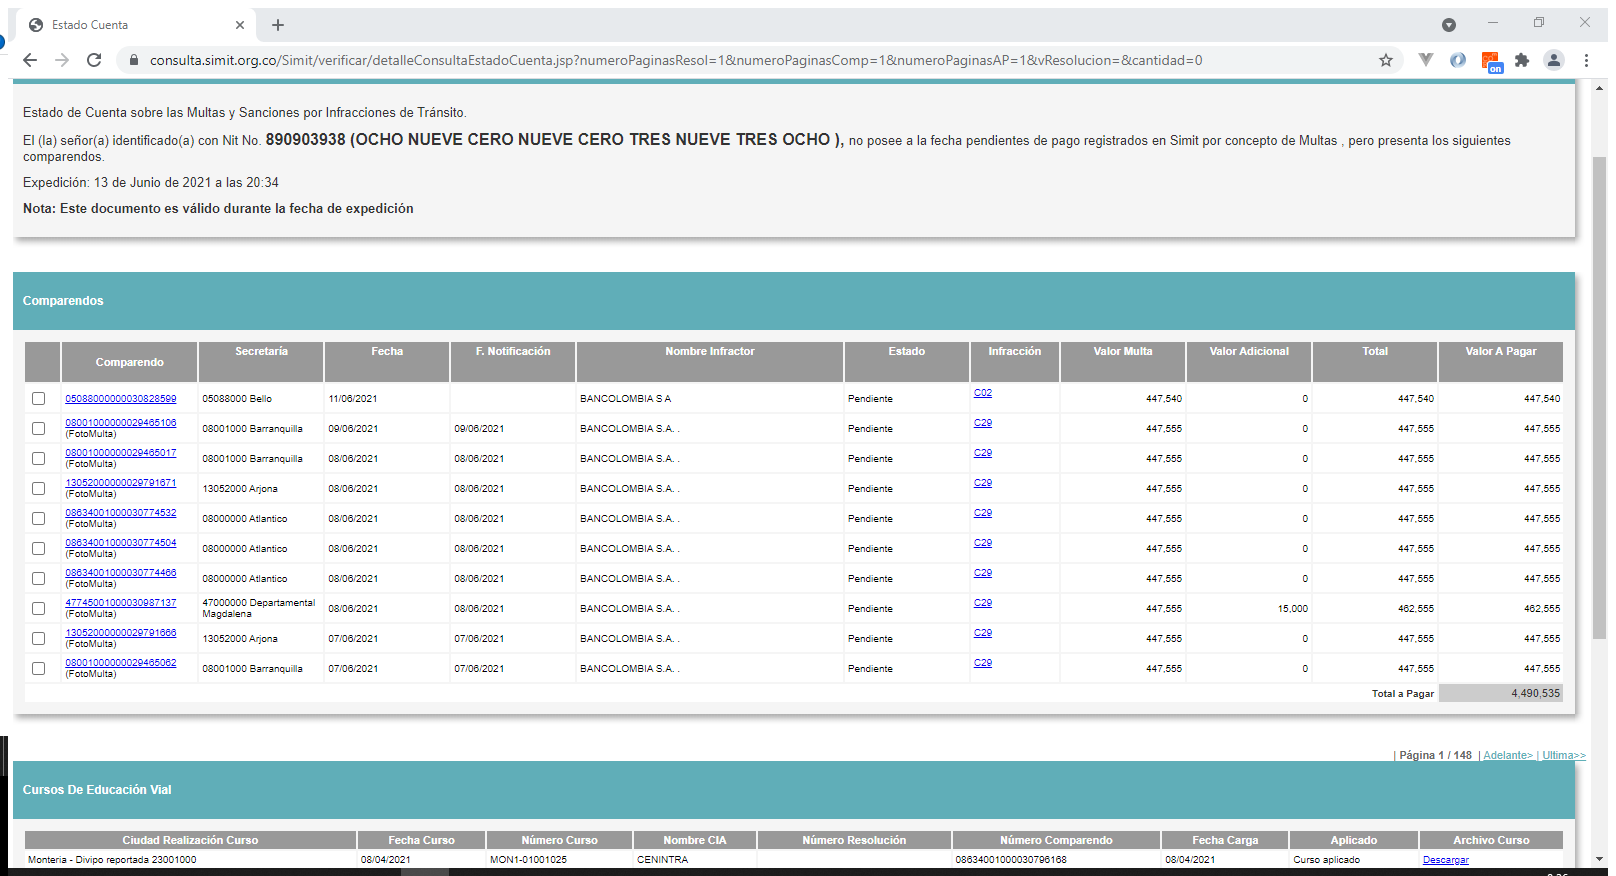 Estado Cuenta
consulta.simit.org.co/Simit/verificar/detalleConsultaEstadoCuenta.jsp?numeroPaginasResol=1&numeroPaginasComp=1&numeroPaginasAP=1&vResolucion=&cantidad=0
on
Estado de Cuenta sobre las Multas y Sanciones por Infracciones de Tránsito.
El (la) señor(a) identificado(a) con Nit No. 890903938 (OCHO NUEVE CERO NUEVE CERO TRES NUEVE TRES OCHO ), no posee a la fecha pendientes de pago registrados en Simit por concepto de Multas , pero presenta los siguientes
comparendos.
Expedición: 13 de Junio de 2021 a las 20:34
Nota: Este documento es válido durante la fecha de expedición
Comparendos
Comparendo Secretaría Fecha F. Notificación Nombre Infractor Estado Infracción Valor Multa Valor Adicional Total Valor A Pagar
05088000000030828599 05088000 Bello 11/06/2021 BANCOLOMBIA S A Pendiente C02 447,540 0 447,540 447,540
08001000000029465106 (FotoMulta) 08001000 Barranquilla 09/06/2021 09/06/2021 BANCOLOMBIA S.A. . Pendiente C29 447,555 0 447,555 447,555
08001000000029465017 (FotoMulta) 08001000 Barranquilla 08/06/2021 08/06/2021 BANCOLOMBIA S.A. . Pendiente C29 447,555 0 447,555 447,555
13052000000029791671 (FotoMulta) 13052000 Arjona 08/06/2021 08/06/2021 BANCOLOMBIA S.A. . Pendiente C29 447,555 0 447,555 447,555
08634001000030774532 (FotoMulta) 08000000 Atlantico 08/06/2021 08/06/2021 BANCOLOMBIA S.A. . Pendiente C29 447,555 0 447,555 447,555
08634001000030774504 (FotoMulta) 08000000 Atlantico 08/06/2021 08/06/2021 BANCOLOMBIA S.A. . Pendiente C29 447,555 0 447,555 447,555
08634001000030774466 (FotoMulta) 08000000 Atlantico 08/06/2021 08/06/2021 BANCOLOMBIA S.A. . Pendiente C29 447,555 0 447,555 447,555
47745001000030987137 (FotoMulta) 47000000 Departamental Magdalena 08/06/2021 08/06/2021 BANCOLOMBIA S.A. . Pendiente C29 447,555 15,000 462,555 462,555
13052000000029791666 (FotoMulta) 13052000 Arjona 07/06/2021 07/06/2021 BANCOLOMBIA S.A. . Pendiente C29 447,555 0 447,555 447,555
08001000000029465062 (FotoMulta) 08001000 Barranquilla 07/06/2021 07/06/2021 BANCOLOMBIA S.A. . Pendiente C29 447,555 0 447,555 447,555
Total a Pagar 4,490,535
| Página 1 / 148 | Adelante> | Ultima>>
Cursos De Educación Vial
Ciudad Realización Curso Fecha Curso Número Curso Nombre CIA Número Resolución Número Comparendo Fecha Carga Aplicado Archivo Curso
Monteria - Divipo reportada 23001000 08/04/2021 MON1-01001025 CENINTRA 08634001000030796168 08/04/2021 Curso aplicado Descargar